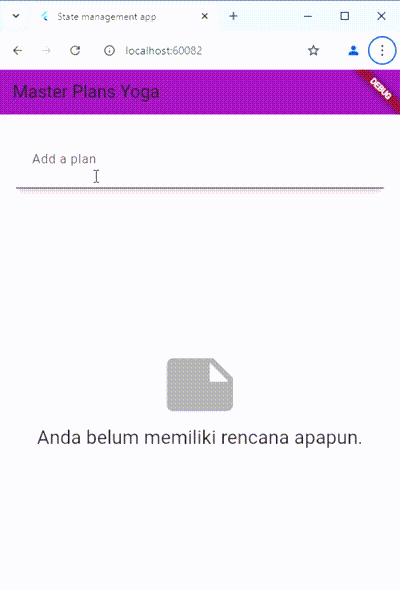 State management app
localhost:60082
Master Plans Yoga
DEBUG
Add a plan
Anda belum memiliki rencana apapun.